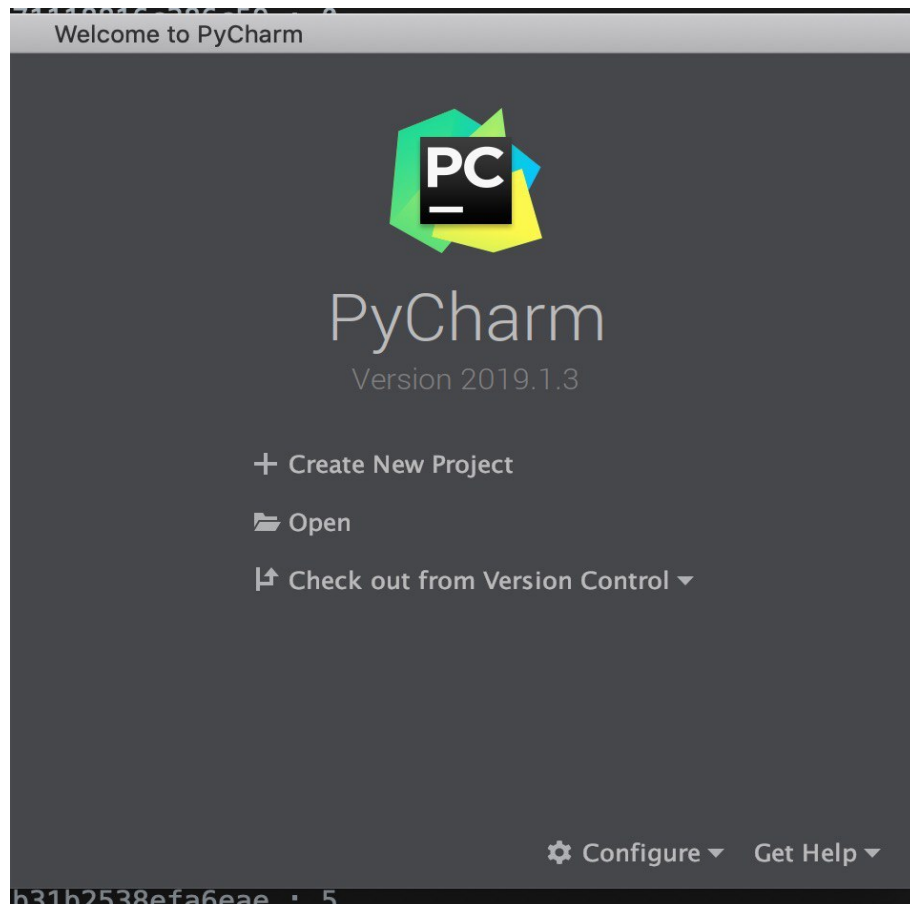 Welcome to PyCharm
PC
PyCharm
Version 2019.1.3
Create New Project
Open
Check out from Version Control
Configure Get Help
b31b2538efa6eae : 5